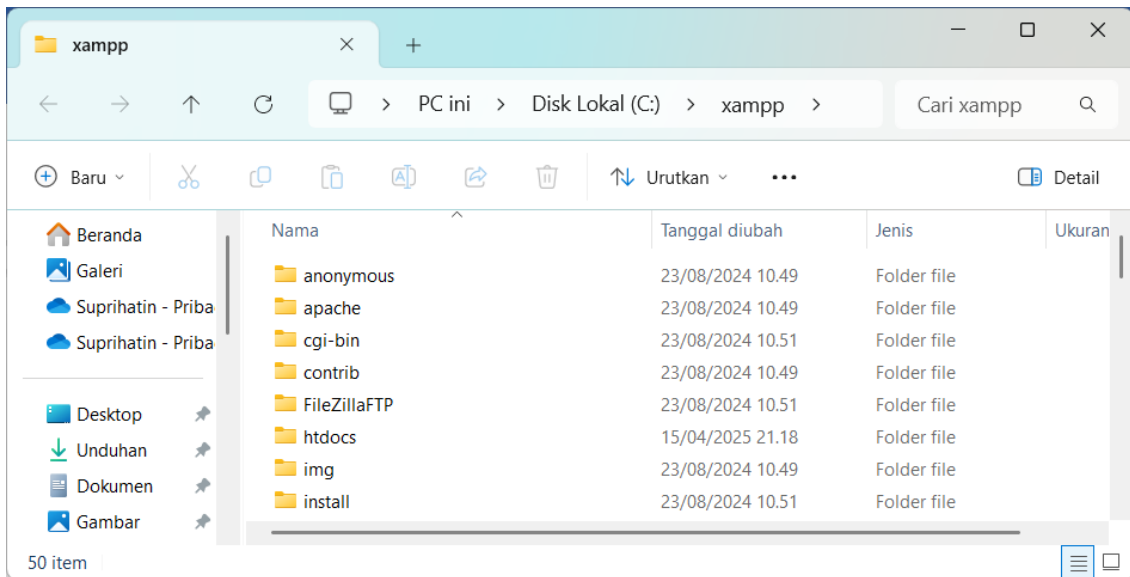 xampp
PC ini > Disk Lokal (C:) > xampp > Cari xampp
Baru Urutkan ... Detail
Beranda
Galeri
Suprihatin - Priba
Suprihatin - Priba
Desktop
Unduhan
Dokumen
Gambar
Nama Tanggal diubah Jenis Ukuran
anonymous 23/08/2024 10.49 Folder file
apache 23/08/2024 10.49 Folder file
cgi-bin 23/08/2024 10.51 Folder file
contrib 23/08/2024 10.49 Folder file
FileZillaFTP 23/08/2024 10.51 Folder file
htdocs 15/04/2025 21.18 Folder file
img 23/08/2024 10.49 Folder file
install 23/08/2024 10.51 Folder file
50 item